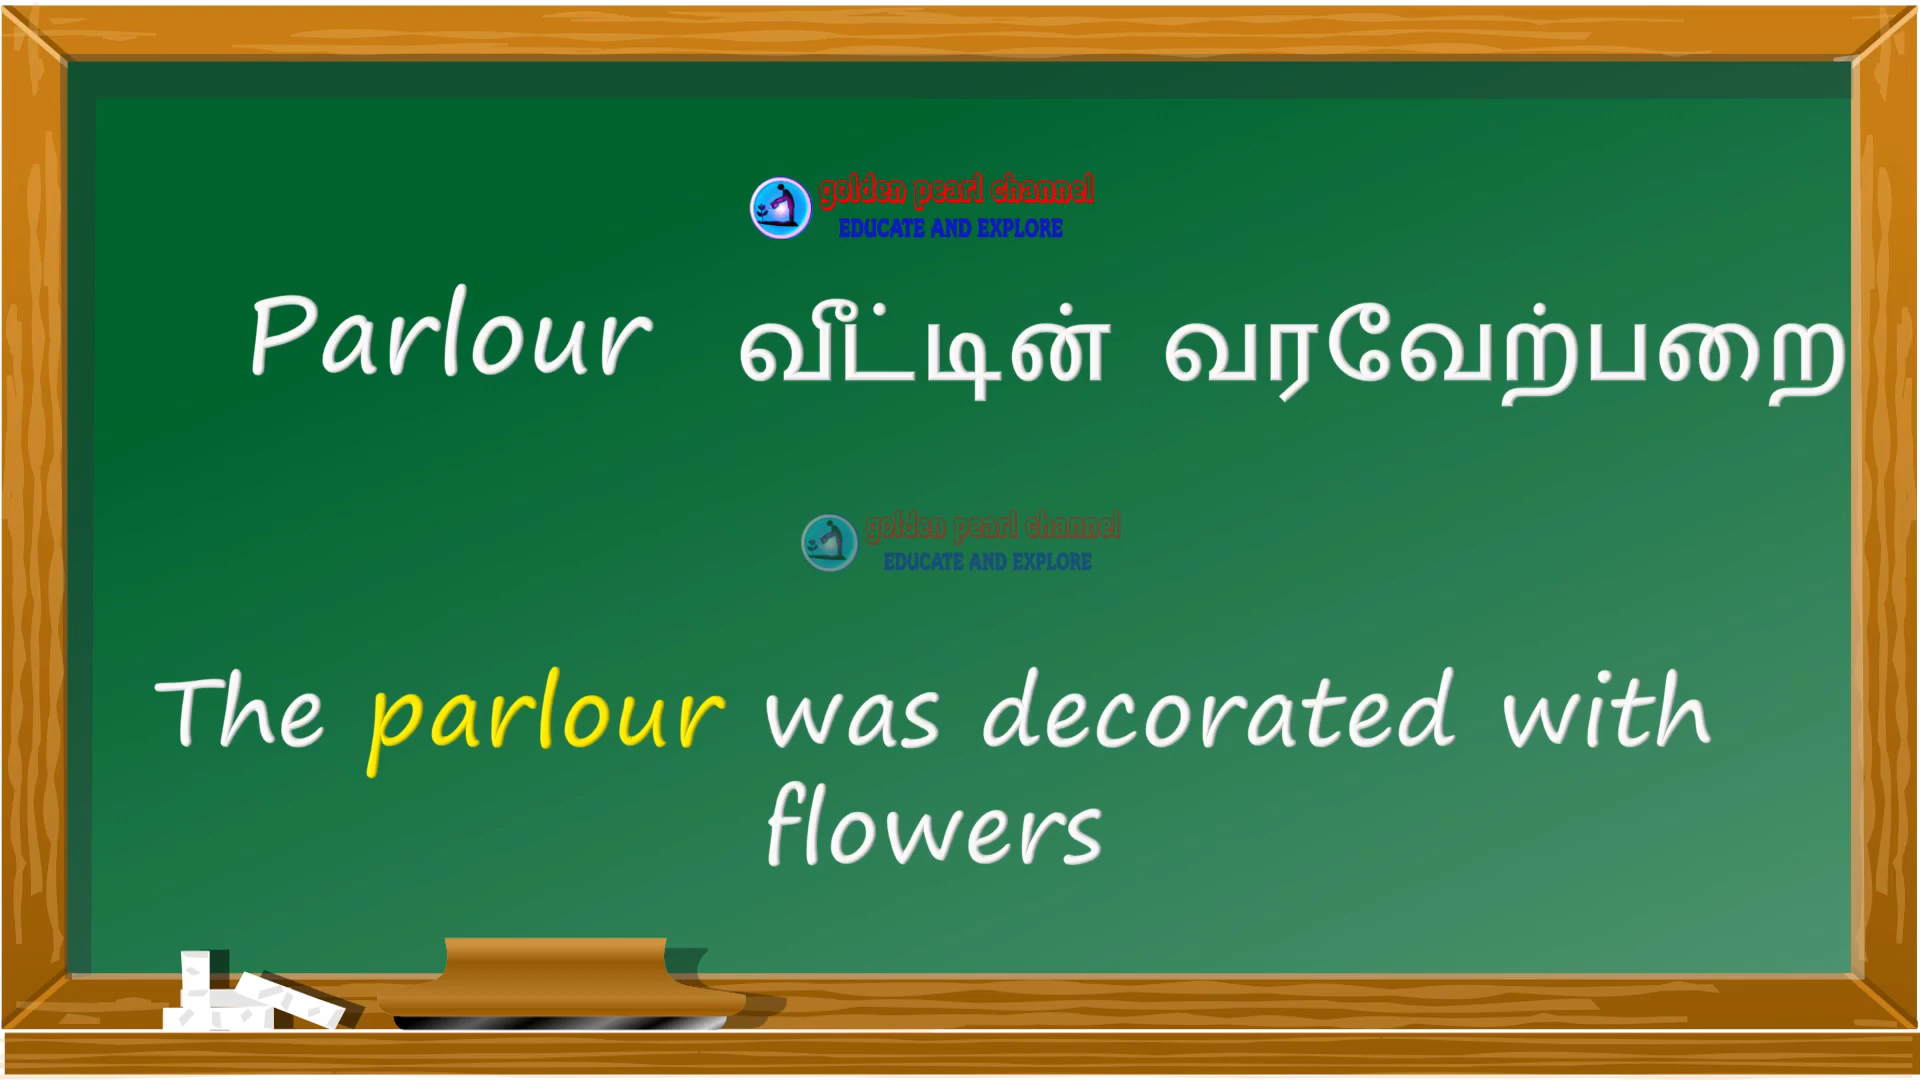 golden pearl channel
EDUCATE AND EXPLORE
Parlour வீட்டின் வரவேற்பறை
golden pearl channel
EDUCATE AND EXPLORE
The parlour was decorated with
flowers